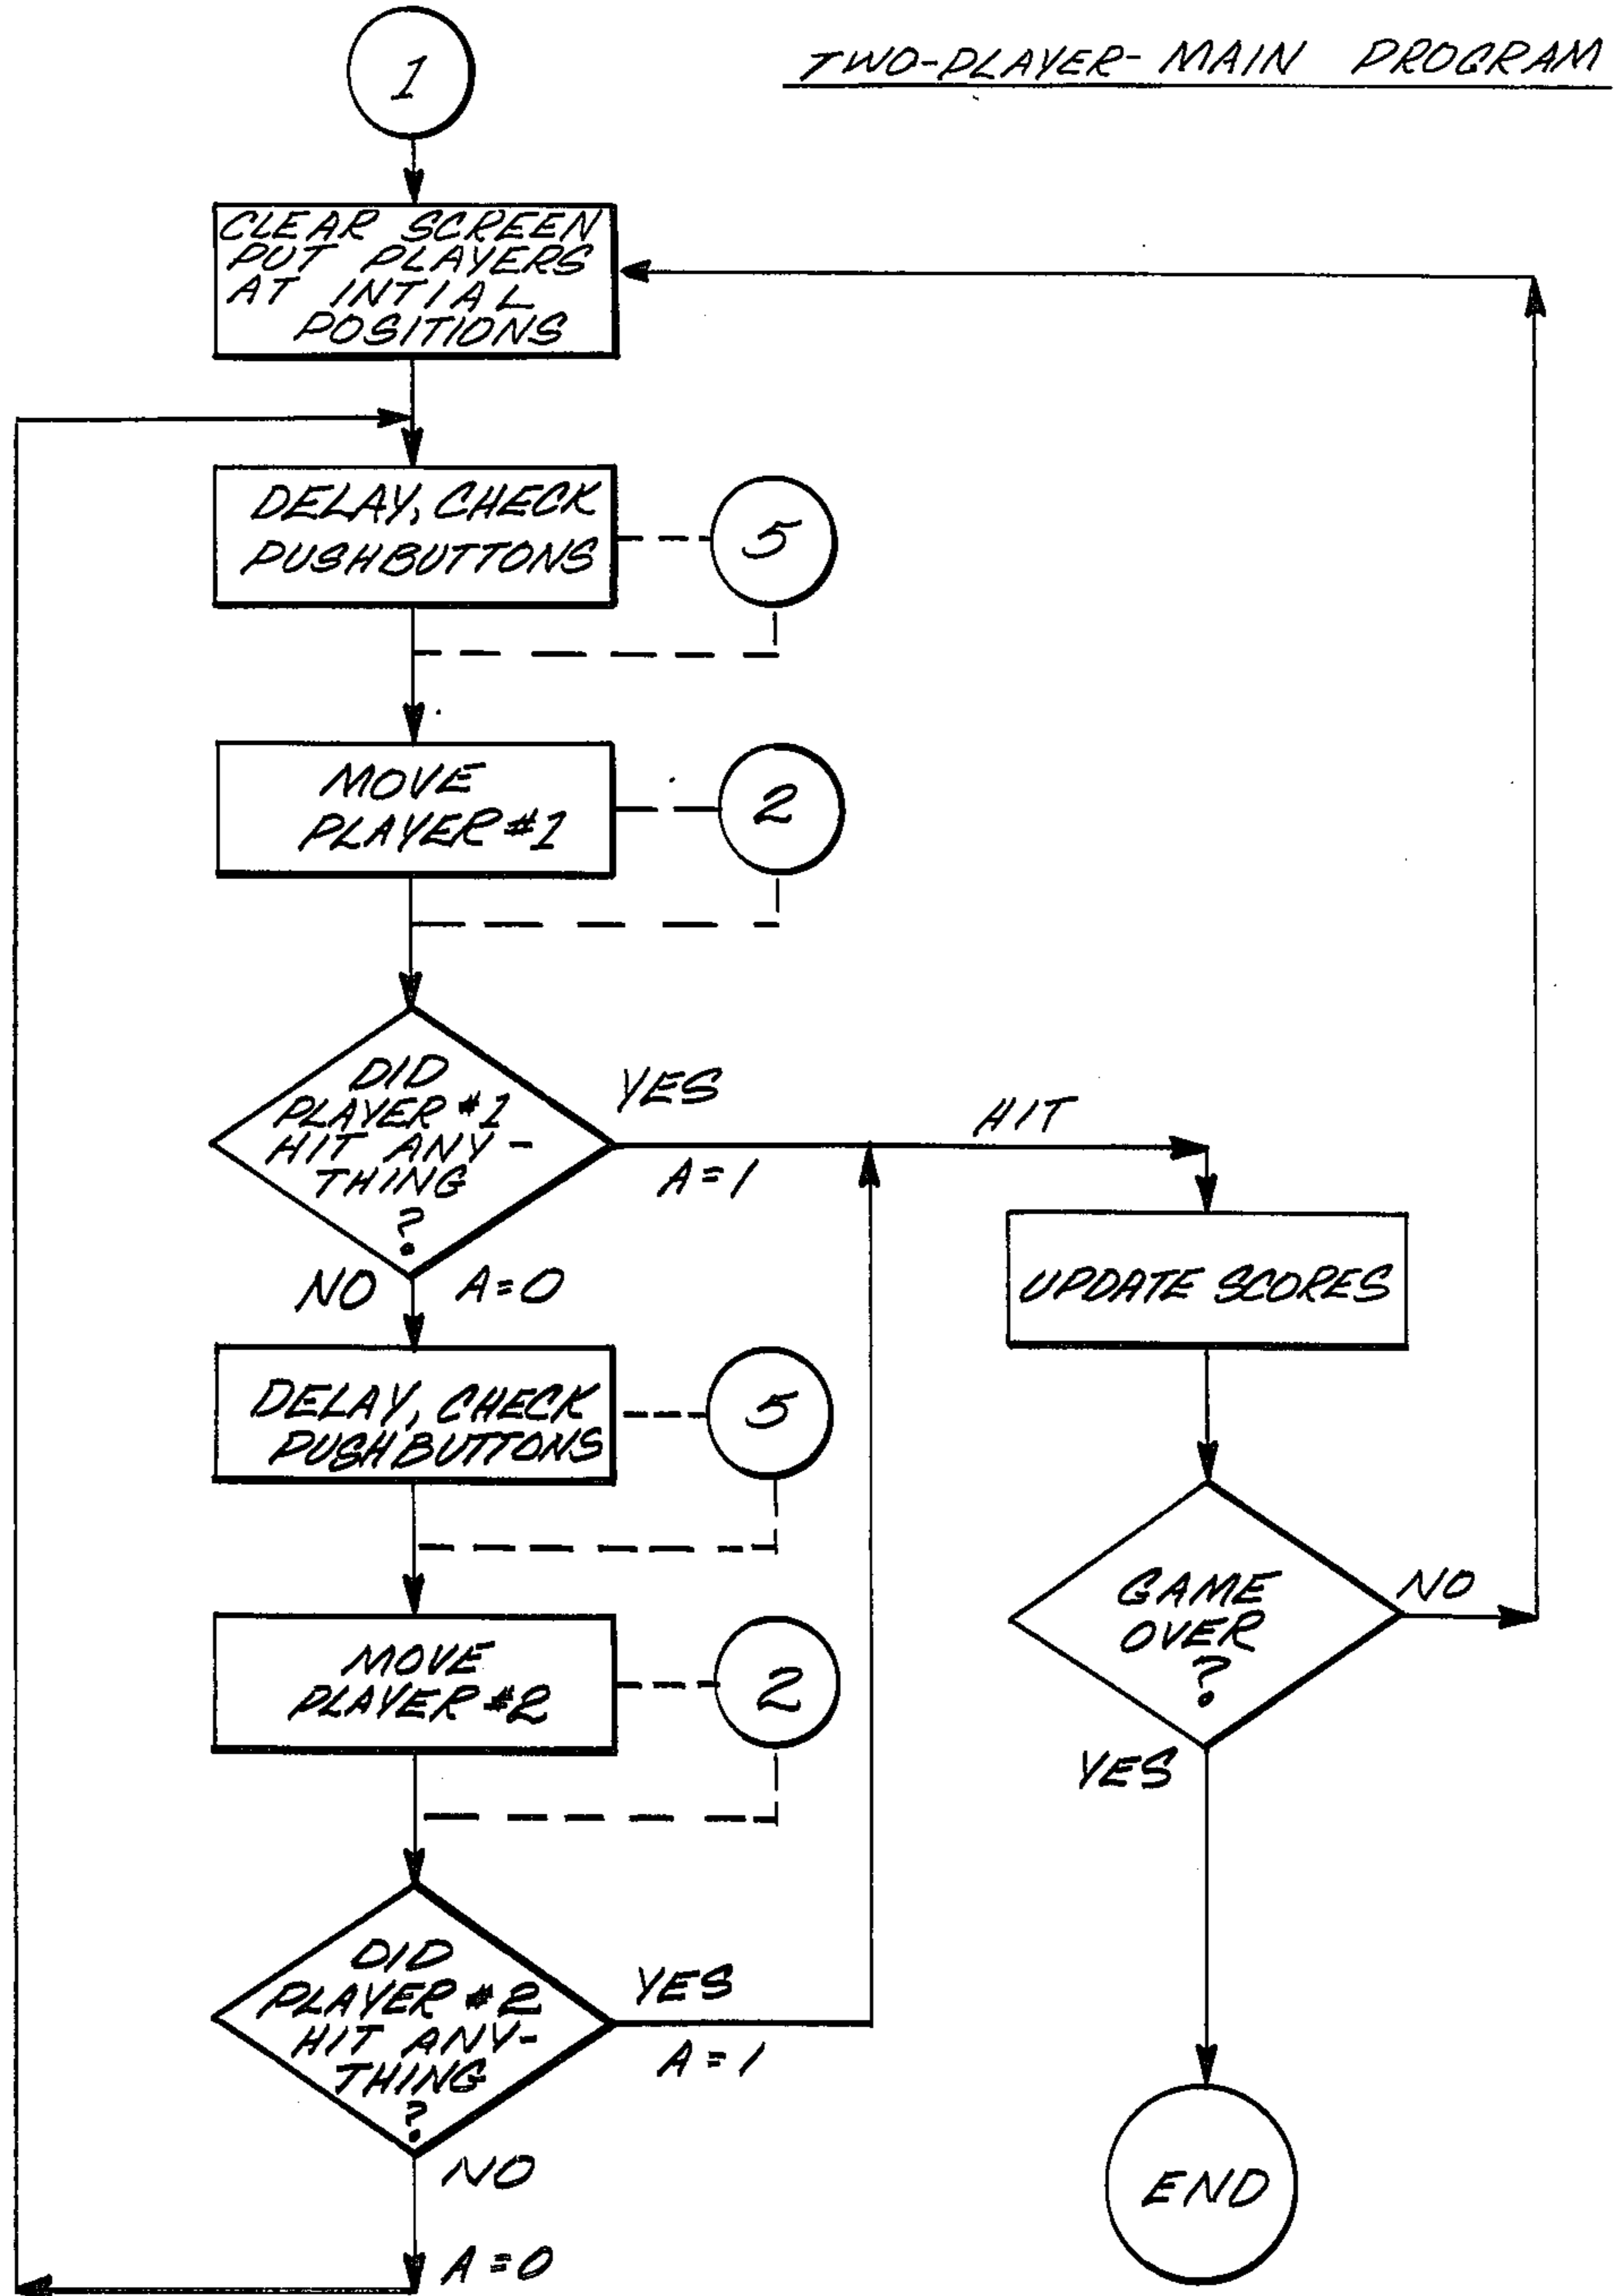 TWO-PLAYER-MAIN PROGRAM
1
CLEAR SCREEN
PUT PLAYERS
AT INTIAL
POSITIONS
DELAY, CHECK
PUSHBUTTONS
5
MOVE
PLAYER #1
2
DID
PLAYER #1
HIT ANY-
THING
?
YES
A=1
HIT
NO A=0
UPDATE SCORES
DELAY, CHECK
PUSHBUTTONS
5
GAME
OVER
?
NO
YES
MOVE
PLAYER #2
2
DID
PLAYER #2
HIT ANY-
THING
?
YES
A=1
NO
A=0
END